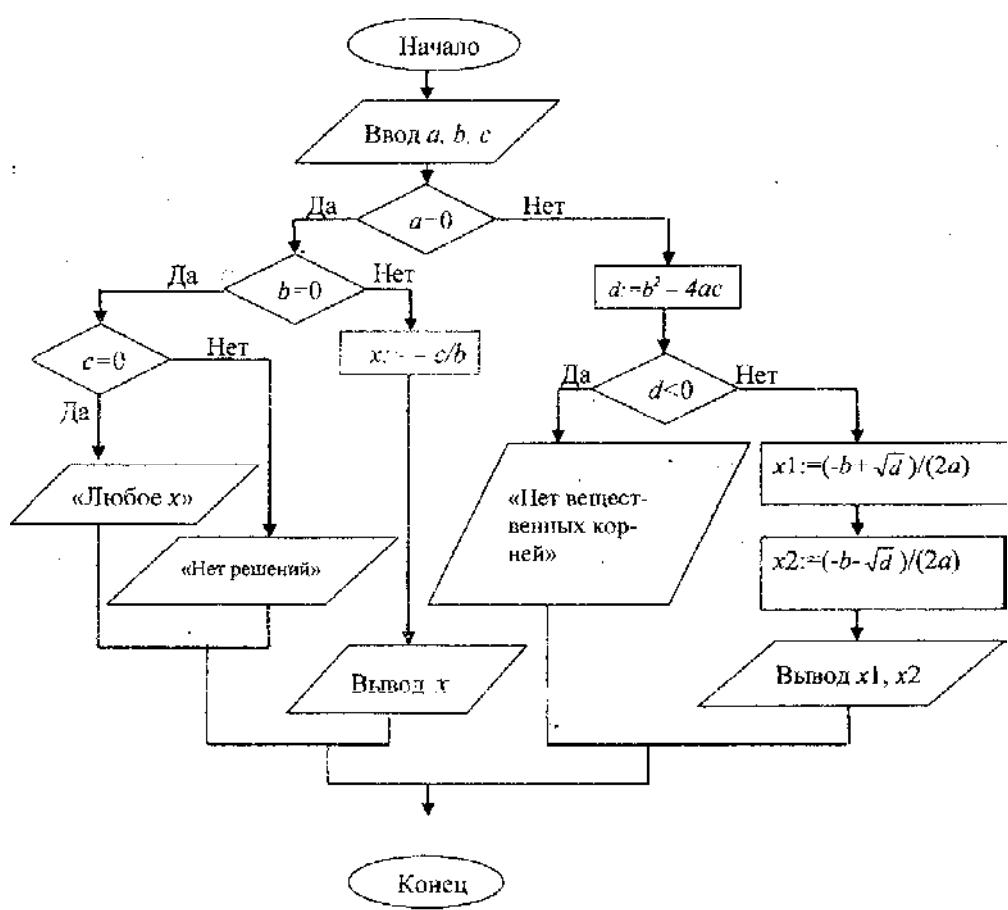 Начало
Ввод a, b, c
Да
a=0
Нет
Да
b=0
Нет
d:=b² – 4ac
c=0
Нет
x:= – c/b
Да
d<0
Нет
Да
«Любое x»
«Нет вещест-
венных кор-
ней»
x1:=(-b+√d)/(2a)
«Нет решений»
x2:=(-b-√d)/(2a)
Вывод x
Вывод x1, x2
Конец